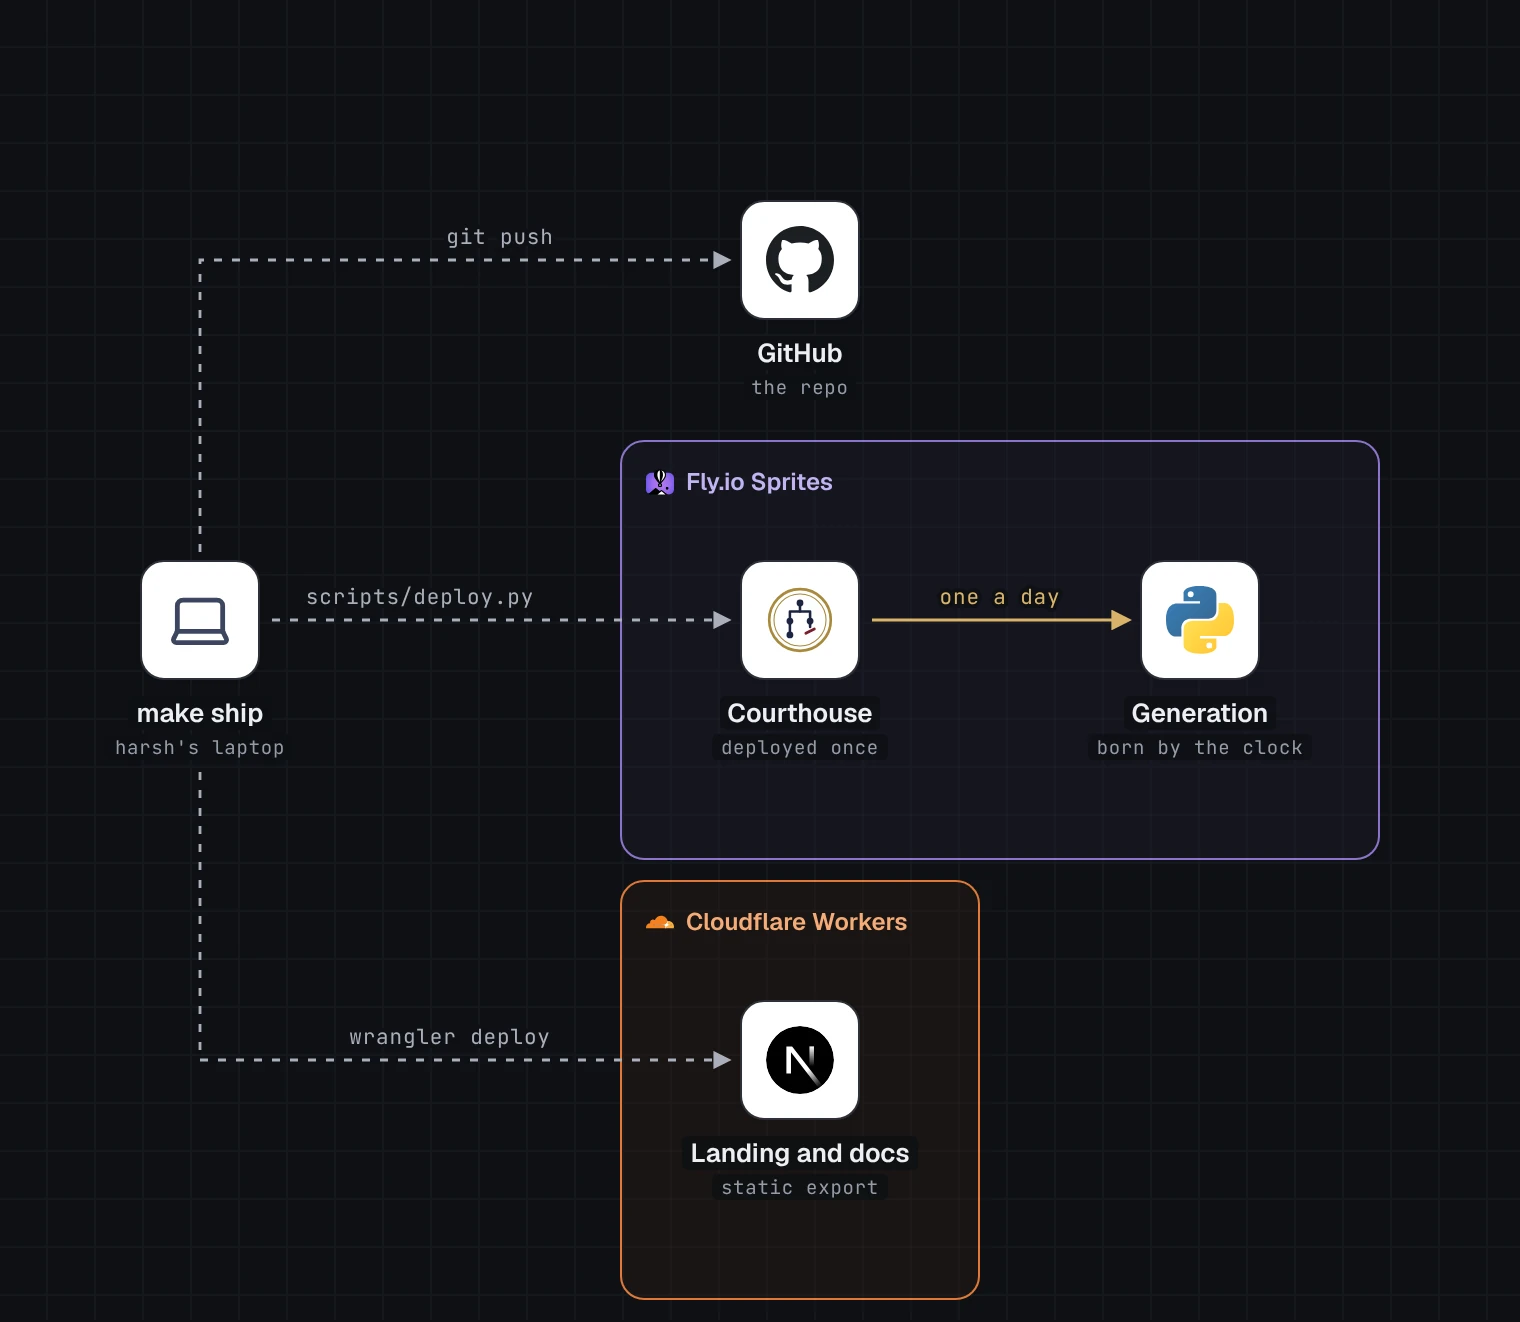 git push
GitHub
the repo
Fly.io Sprites
scripts/deploy.py
one a day
make ship
harsh's laptop
Courthouse
deployed once
Generation
born by the clock
Cloudflare Workers
wrangler deploy
N
Landing and docs
static export